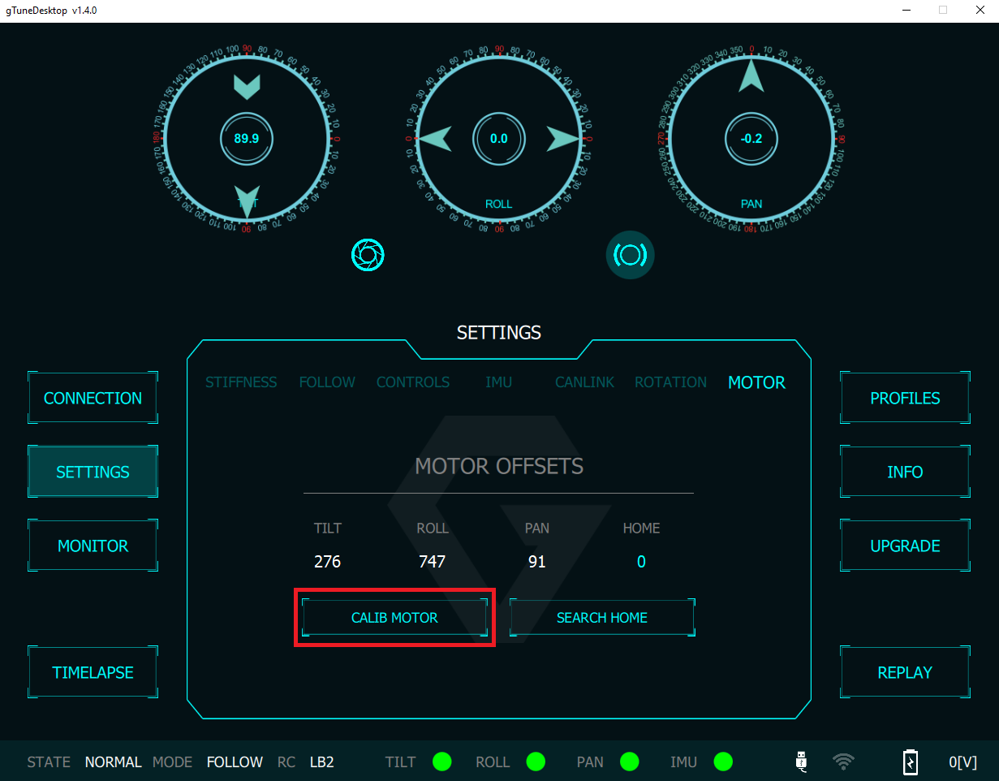 gTuneDesktop v1.4.0
89.9
0.0
-0.2
ROLL
PAN
SETTINGS
STIFFNESS FOLLOW CONTROLS IMU CANLINK ROTATION MOTOR
CONNECTION
PROFILES
MOTOR OFFSETS
SETTINGS
INFO
TILT ROLL PAN HOME
MONITOR
UPGRADE
276 747 91 0
CALIB MOTOR SEARCH HOME
TIMELAPSE
REPLAY
STATE NORMAL MODE FOLLOW RC LB2 TILT ROLL PAN IMU 0[V]